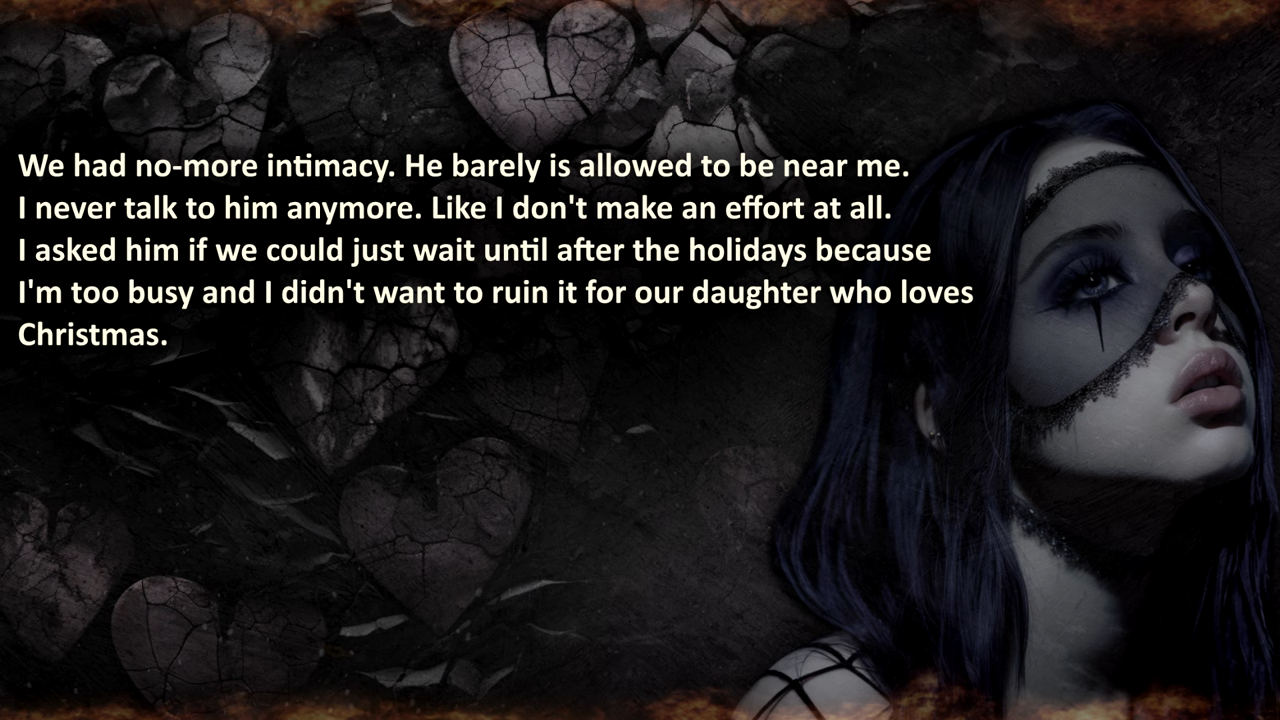 We had no-more intimacy. He barely is allowed to be near me.
I never talk to him anymore. Like I don't make an effort at all.
I asked him if we could just wait until after the holidays because
I'm too busy and I didn't want to ruin it for our daughter who loves
Christmas.